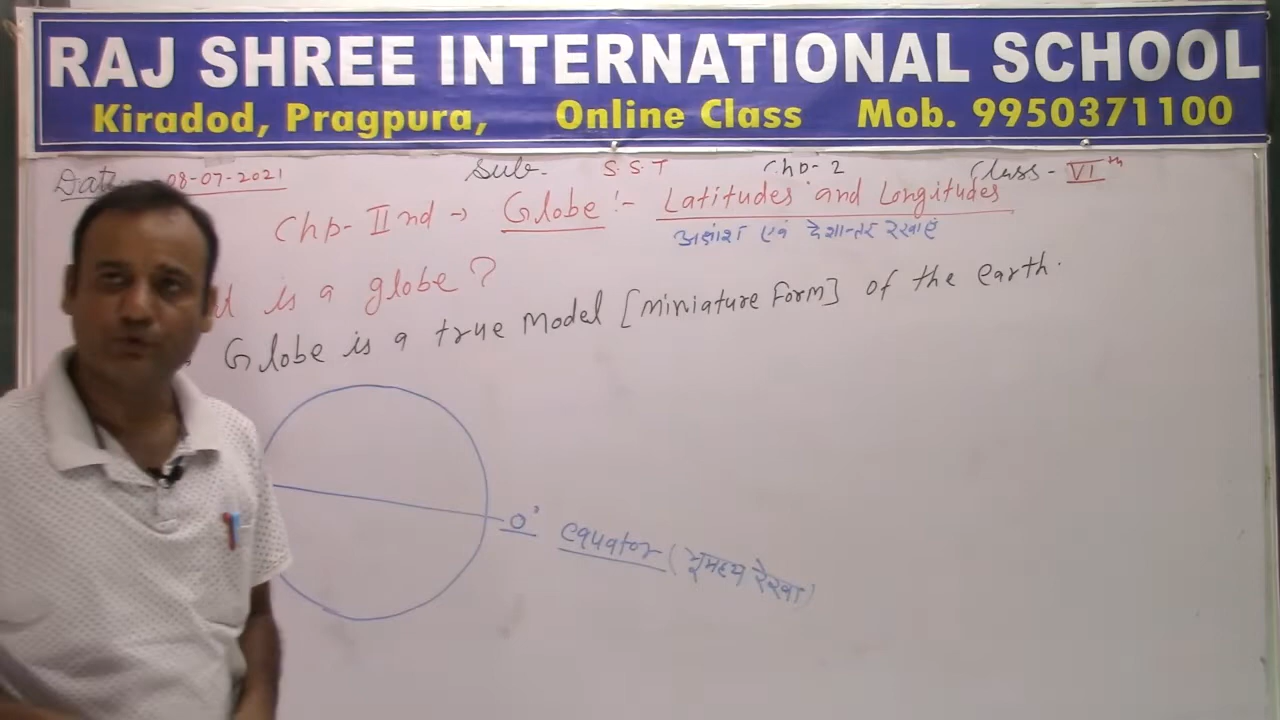 RAJ SHREE INTERNATIONAL SCHOOL
Kiradod, Pragpura, Online Class Mob. 9950371100
Date 08-07-2021 Sub- S.S.T Chp-2 Class- VIth
Chp- IInd → Globe:- Latitudes and Longitudes
अक्षांश एवं देशान्तर रेखाएं
is a globe?
Globe is a true Model [Miniature Form] of the earth.
0° equator (भूमध्य रेखा)